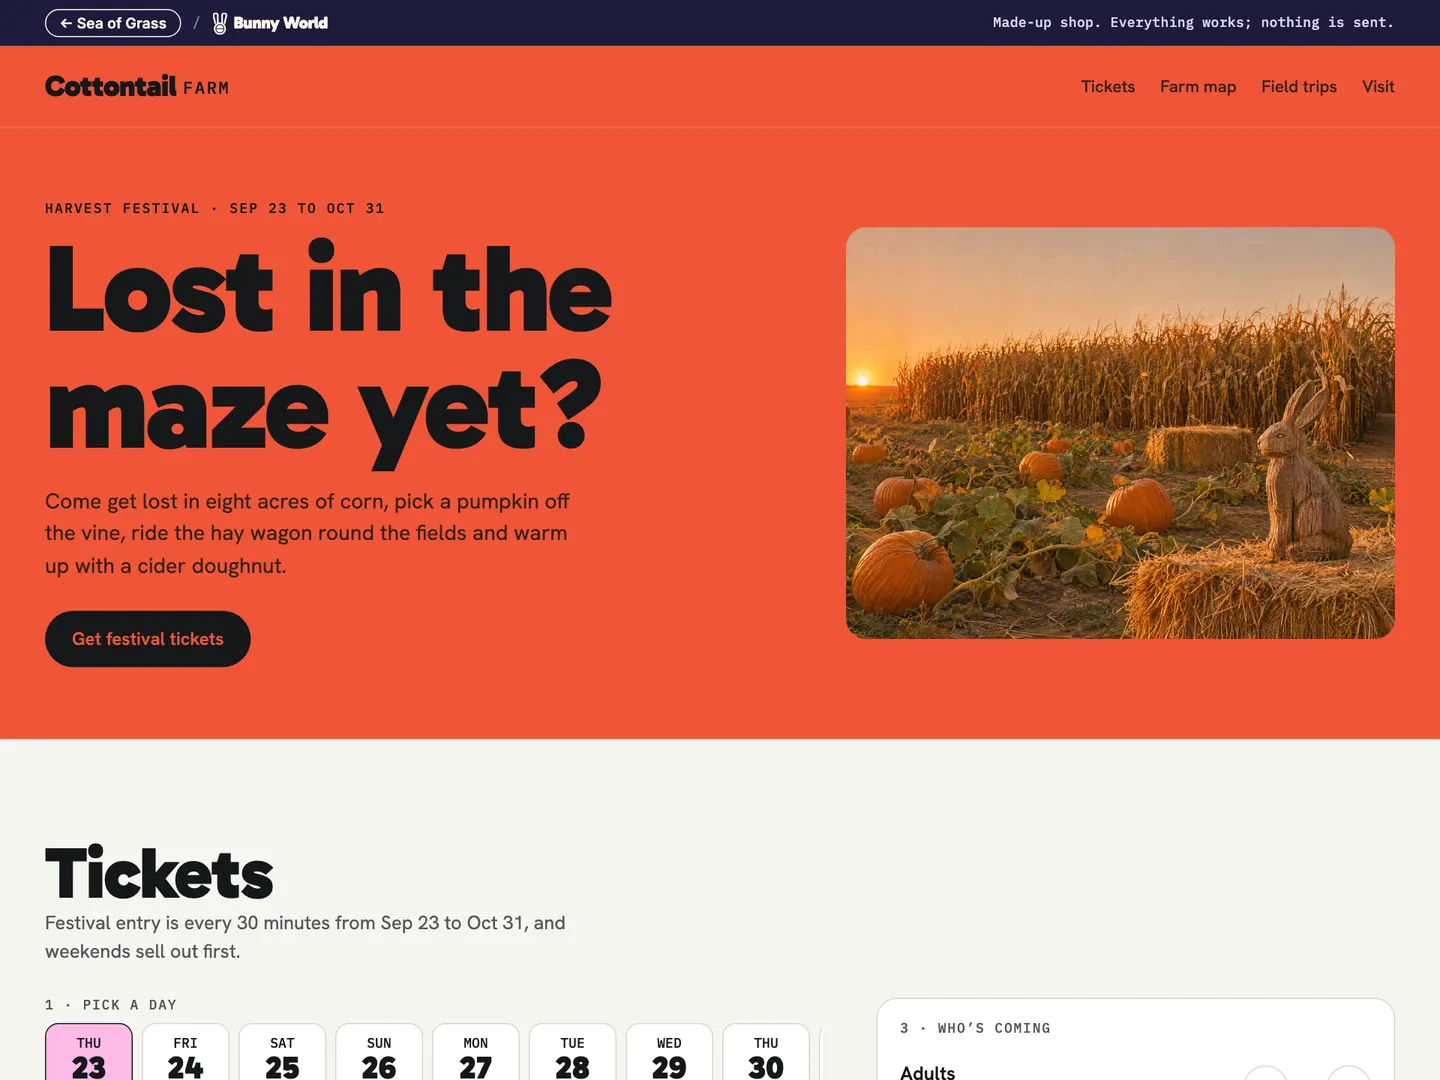 ← Sea of Grass / Bunny World
Made-up shop. Everything works; nothing is sent.
Cottontail FARM
Tickets Farm map Field trips Visit
HARVEST FESTIVAL · SEP 23 TO OCT 31
Lost in the
maze yet?
Come get lost in eight acres of corn, pick a pumpkin off
the vine, ride the hay wagon round the fields and warm
up with a cider doughnut.
Get festival tickets
Tickets
Festival entry is every 30 minutes from Sep 23 to Oct 31, and
weekends sell out first.
1 · PICK A DAY
THU FRI SAT SUN MON TUE WED THU
23 24 25 26 27 28 29 30
3 · WHO’S COMING
Adults